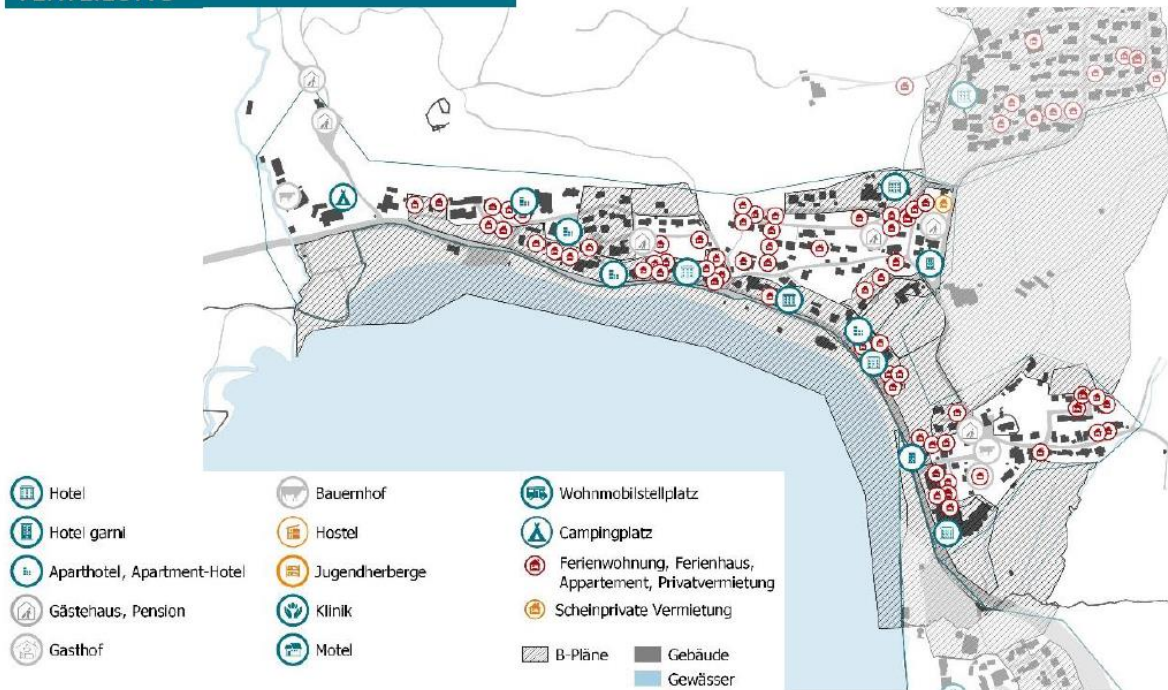 Hotel
Hotel garni
Aparthotel, Apartment-Hotel
Gästehaus, Pension
Gasthof
Bauernhof
Hostel
Jugendherberge
Klinik
Motel
Wohnmobilstellplatz
Campingplatz
Ferienwohnung, Ferienhaus,
Appartement, Privatvermietung
Scheinprivate Vermietung
B-Pläne
Gebäude
Gewässer